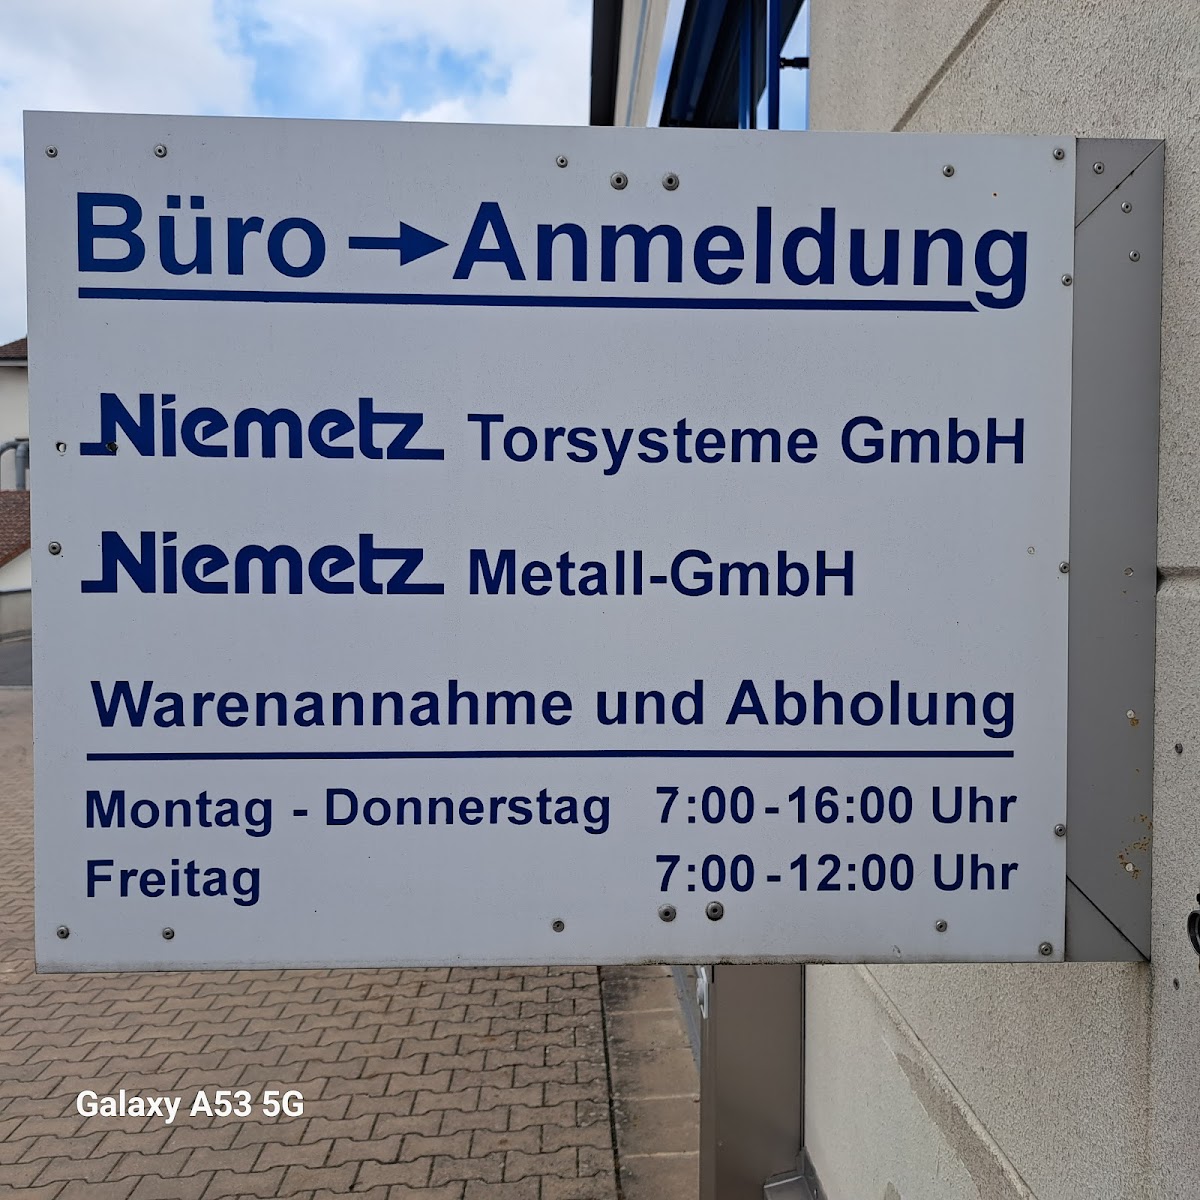 Büro → Anmeldung
Niemetz Torsysteme GmbH
Niemetz Metall-GmbH
Warenannahme und Abholung
Montag - Donnerstag 7:00 - 16:00 Uhr
Freitag 7:00 - 12:00 Uhr
Galaxy A53 5G